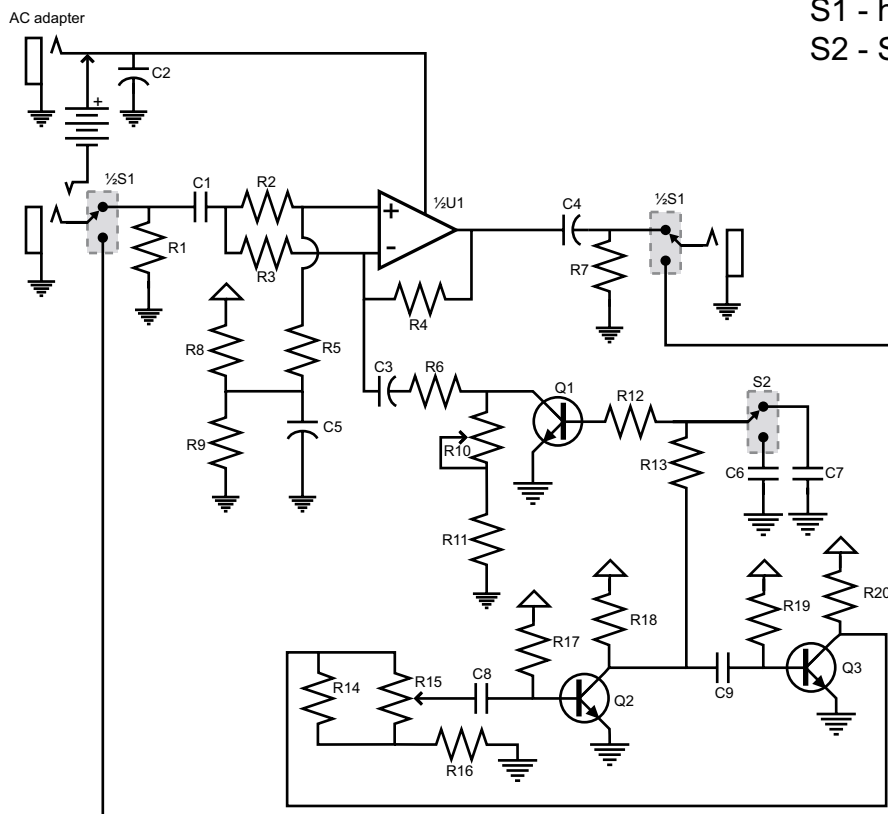 AC adapter
S1 - h
S2 - S
C2
+
½S1
C1
R2
½U1
C4
½S1
+
-
R1
R3
R7
R4
R8
R5
C3
R6
Q1
S2
R12
C5
R9
R10
R13
C6
C7
R11
R19
R20
R17
R18
R14
R15
C8
Q3
C9
Q2
R16